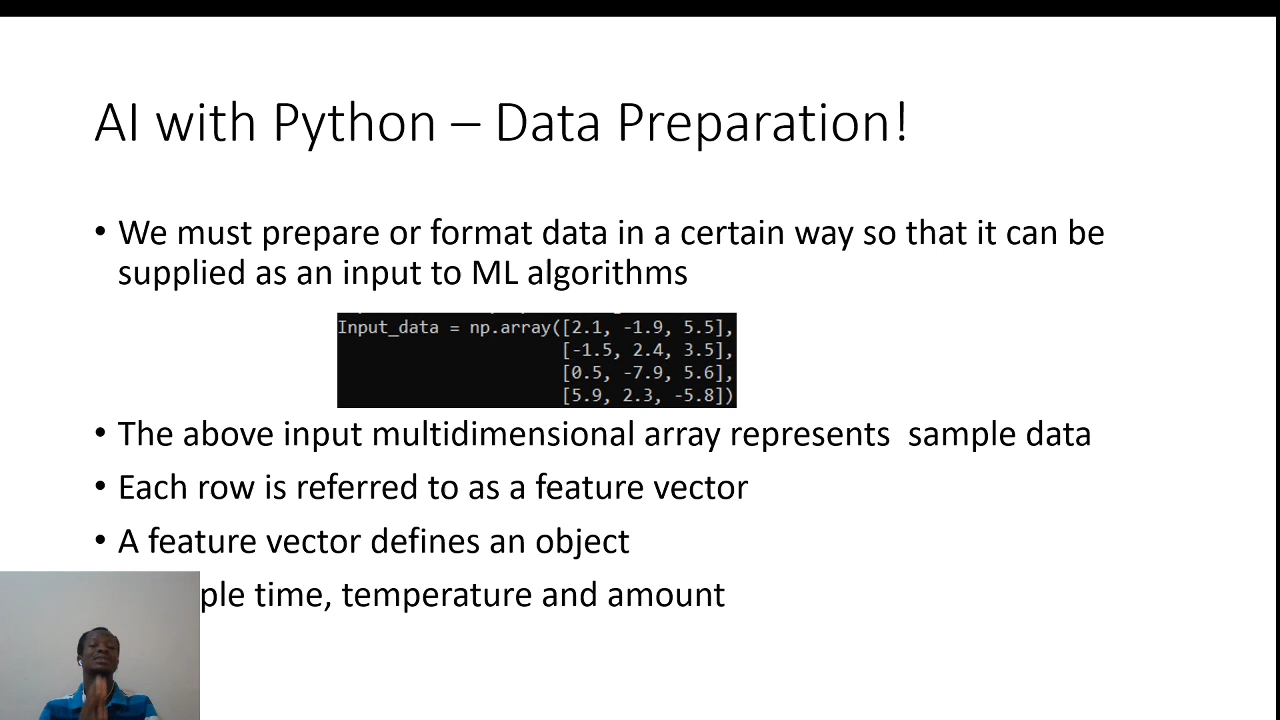 AI with Python – Data Preparation!
• We must prepare or format data in a certain way so that it can be
supplied as an input to ML algorithms
Input_data = np.array([2.1, -1.9, 5.5],
[-1.5, 2.4, 3.5],
[0.5, -7.9, 5.6],
[5.9, 2.3, -5.8])
• The above input multidimensional array represents  sample data
• Each row is referred to as a feature vector
• A feature vector defines an object
time, temperature and amount